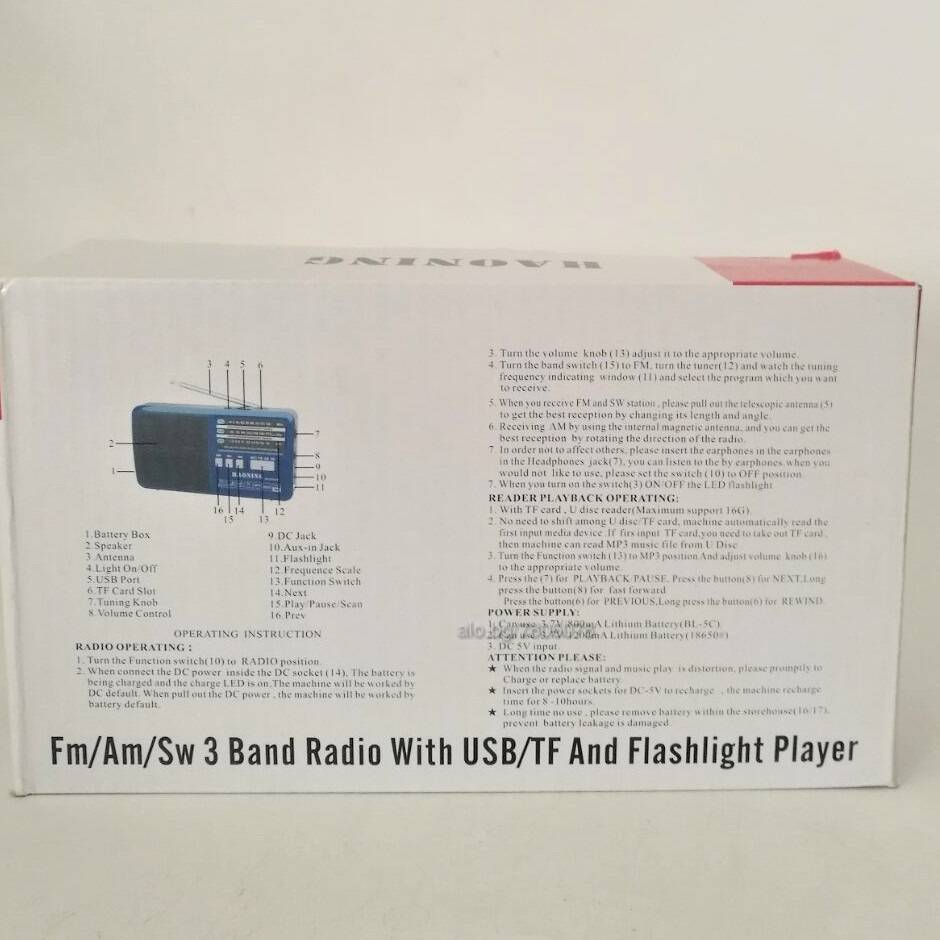 HAONING
3 4 5 6
2
7
8
1
9
10
11
16 14 12
15 13
HAONING
1.Battery Box
2.Speaker
3.Antenna
4.Light On/Off
5.USB Port
6.TF Card Slot
7.Tuning Knob
8.Volume Control
9.DC Jack
10.Aux-in Jack
11.Flashlight
12.Frequence Scale
13.Function Switch
14.Next
15.Play/Pause/Scan
16.Prev
OPERATING INSTRUCTION
RADIO OPERATING :
1. Turn the Function switch(10) to RADIO position.
2. When connect the DC power inside the DC socket (14), The battery is
being charged and the charge LED is on,The machine will be worked by
DC default. When pull out the DC power , the machine will be worked by
battery default.
3. Turn the volume knob (13) adjust it to the appropriate volume.
4. Turn the band switch (15) to FM, turn the tuner(12) and watch the tuning
frequency indicating window (11) and select the program which you want
to receive.
5. When you receive FM and SW station , please pull out the telescopic antenna (5)
to get the best reception by changing its length and angle.
6. Receiving AM by using the internal magnetic antenna, and you can get the
best reception by rotating the direction of the radio.
7. In order not to affect others, please insert the earphones in the earphones
in the Headphones jack(7), you can listen to the by earphones, when you
would not like to use, please set the switch (10) to OFF position.
7. When you turn on the switch(3) ON/OFF the LED flashlight
READER PLAYBACK OPERATING:
1. With TF card , U disc reader(Maximum support 16G).
2. No need to shift among U disc/TF card, machine automatically read the
first input media device .If firs input TF card,you need to take out TF card ,
then machine can read MP3 music file from U Disc
3. Turn the Function switch (13) to MP3 position And adjust volume knob (16)
to the appropriate volume.
4. Press the (7) for PLAYBACK/PAUSE. Press the button(8) for NEXT,Long
press the button(8) for fast forward
Press the button(6) for PREVIOUS,Long press the button(6) for REWIND.
POWER SUPPLY:
1. Can use 3.7V 800mA Lithium Battery(BL-5C)
1200mA Lithium Battery (18650#)
3. DC 5V input
ATTENTION PLEASE:
★ When the radio signal and music play is distortion, please promptly to
Charge or replace battery.
★ Insert the power sockets for DC-5V to recharge , the machine recharge
time for 8 -10hours.
★ Long time no use , please remove battery within the storehouse(16/17),
prevent battery leakage is damaged.
Fm/Am/Sw 3 Band Radio With USB/TF And Flashlight Player